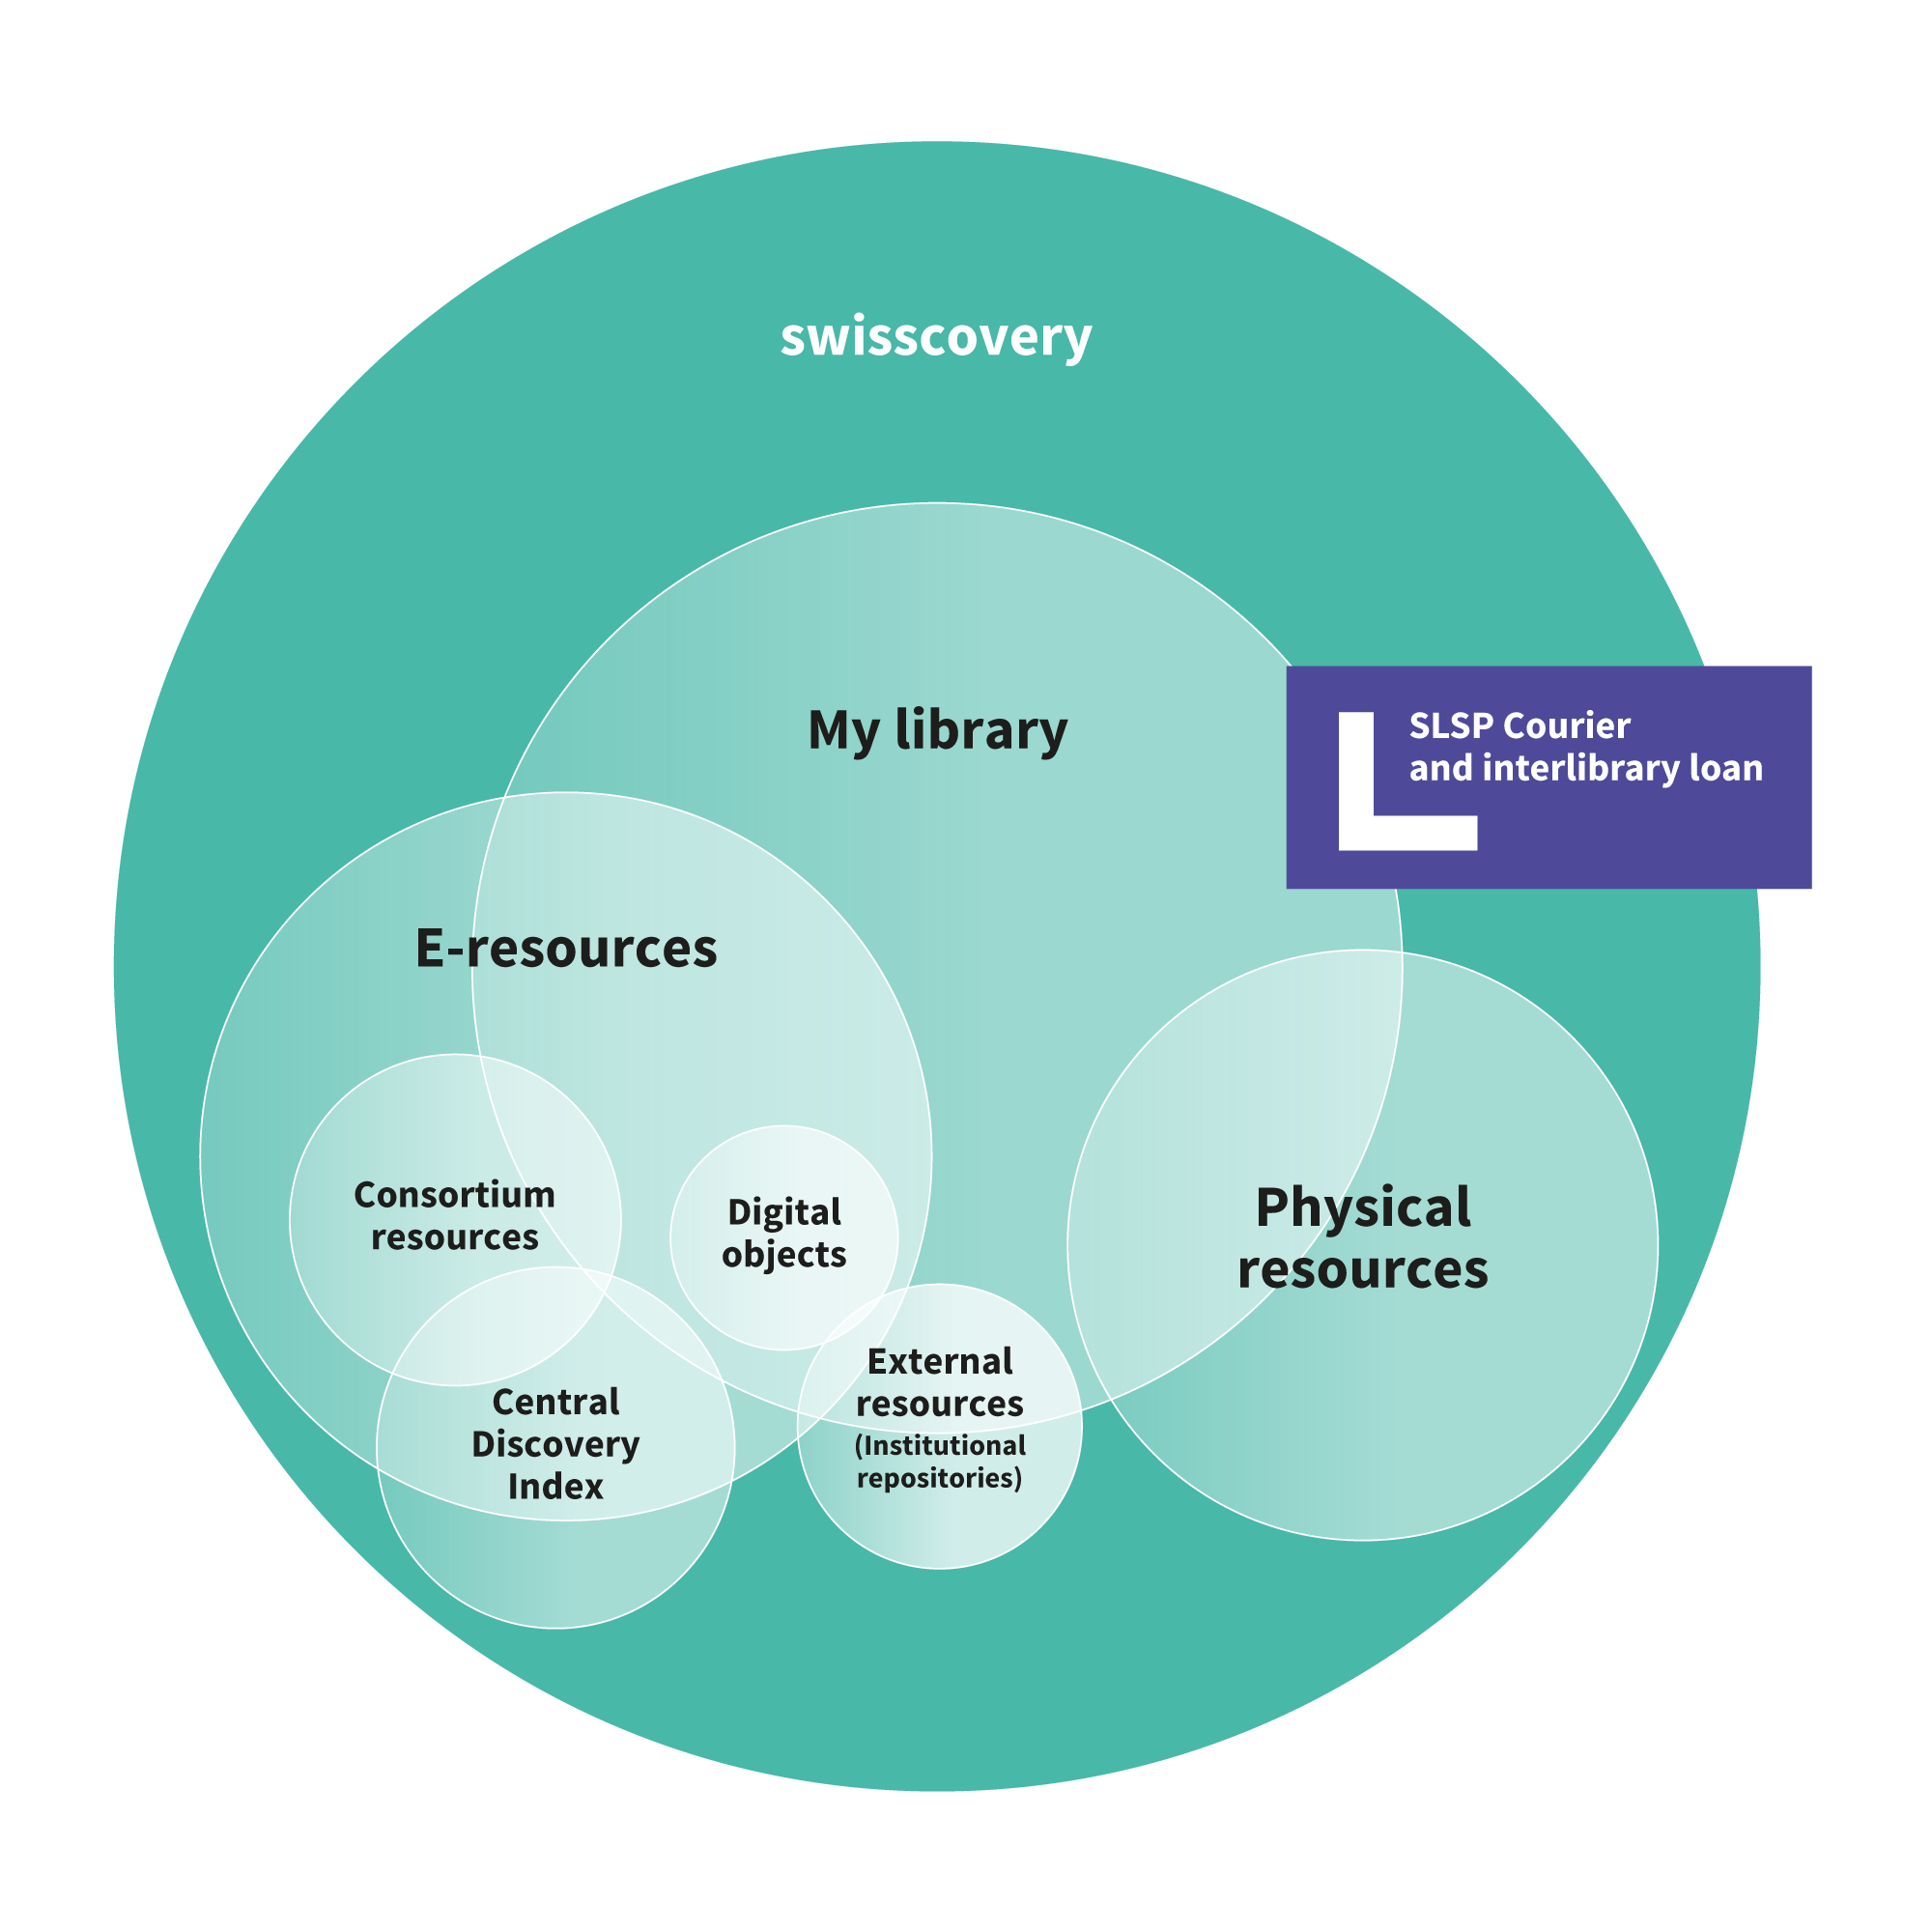 swisscovery
My library
SLSP Courier
and interlibrary loan
E-resources
Consortium
resources
Digital
objects
Physical
resources
External
resources
(Institutional
repositories)
Central
Discovery
Index